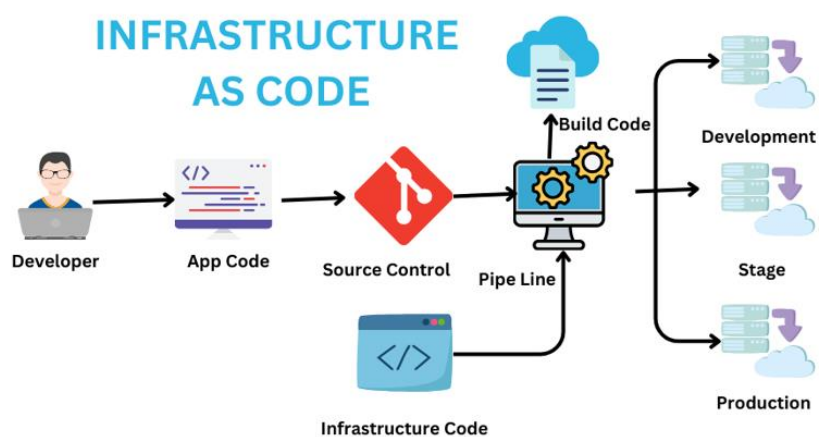 INFRASTRUCTURE
AS CODE
Build Code
Development
Developer
App Code
Source Control
Pipe Line
Stage
Infrastructure Code
Production